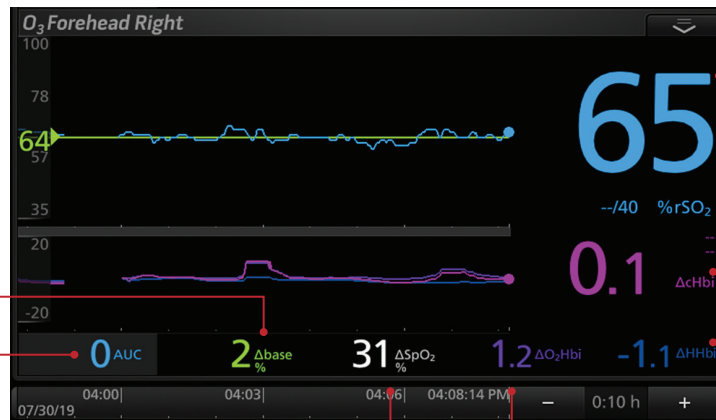 O3 Forehead Right
100
78
64
57
35
65
--/40 %rSO2
20
-20
0.1 ΔcHbi
--
--
0 AUC
2 Δbase %
31 ΔSpO2 %
1.2 ΔO2Hbi
-1.1 ΔHHbi
04:00 04:03 04:06 04:08:14 PM
07/30/19
− 0:10 h +